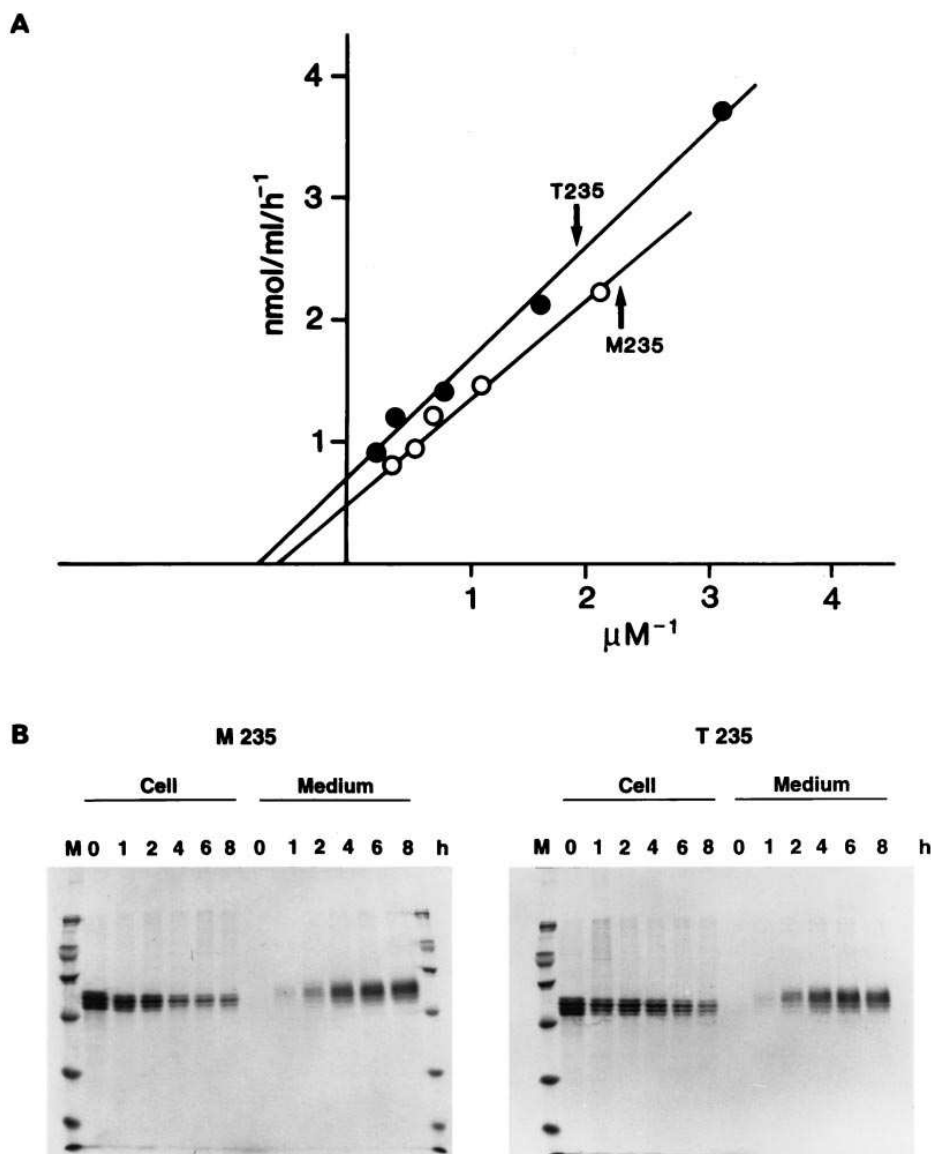 A
4
3
2
1
nmol/ml/h⁻¹
T235
M235
1 2 3 4
μM⁻¹
B
M 235
T 235
Cell Medium
Cell Medium
M 0 1 2 4 6 8 0 1 2 4 6 8 h
M 0 1 2 4 6 8 0 1 2 4 6 8 h